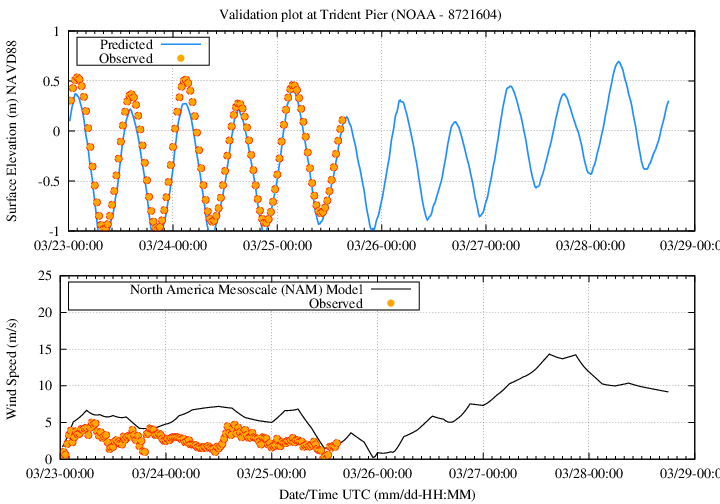 Validation plot at Trident Pier (NOAA - 8721604)
Surface Elevation (m) NAVD88
Predicted
Observed
1
0.5
0
-0.5
-1
03/23-00:00 03/24-00:00 03/25-00:00 03/26-00:00 03/27-00:00 03/28-00:00 03/29-00:0
Wind Speed (m/s)
North America Mesoscale (NAM) Model
Observed
25
20
15
10
5
0
03/23-00:00 03/24-00:00 03/25-00:00 03/26-00:00 03/27-00:00 03/28-00:00 03/29-00:0
Date/Time UTC (mm/dd-HH:MM)